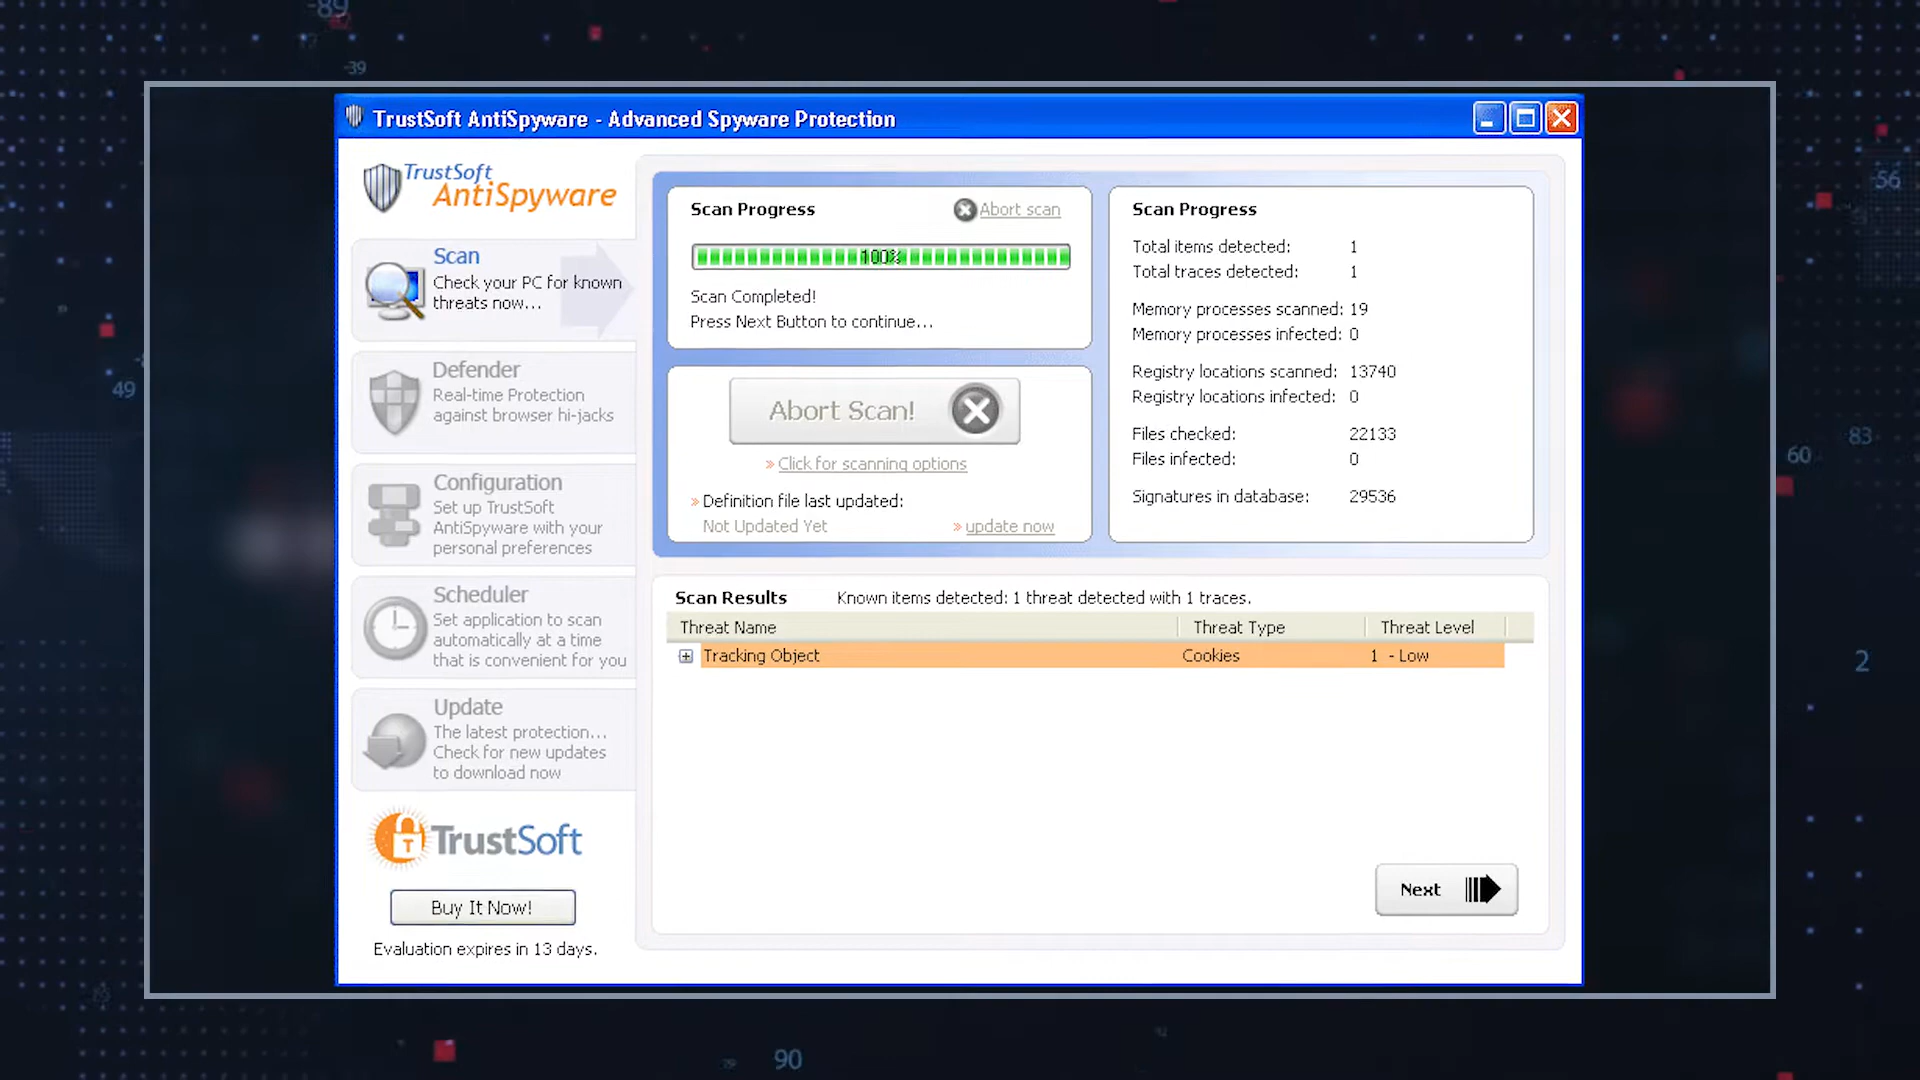 -89
-39
56
49
83
60
2
90
TrustSoft AntiSpyware - Advanced Spyware Protection
TrustSoft
AntiSpyware
Scan
Check your PC for known
threats now...
Defender
Real-time Protection
against browser hi-jacks
Configuration
Set up TrustSoft
AntiSpyware with your
personal preferences
Scheduler
Set application to scan
automatically at a time
that is convenient for you
Update
The latest protection...
Check for new updates
to download now
TrustSoft
Buy It Now!
Evaluation expires in 13 days.
Scan Progress
Abort scan
100%
Scan Completed!
Press Next Button to continue...
Abort Scan!
» Click for scanning options
» Definition file last updated:
Not Updated Yet
» update now
Scan Progress
Total items detected: 1
Total traces detected: 1
Memory processes scanned: 19
Memory processes infected: 0
Registry locations scanned: 13740
Registry locations infected: 0
Files checked: 22133
Files infected: 0
Signatures in database: 29536
Scan Results Known items detected: 1 threat detected with 1 traces.
Threat Name Threat Type Threat Level
Tracking Object Cookies 1 - Low
Next